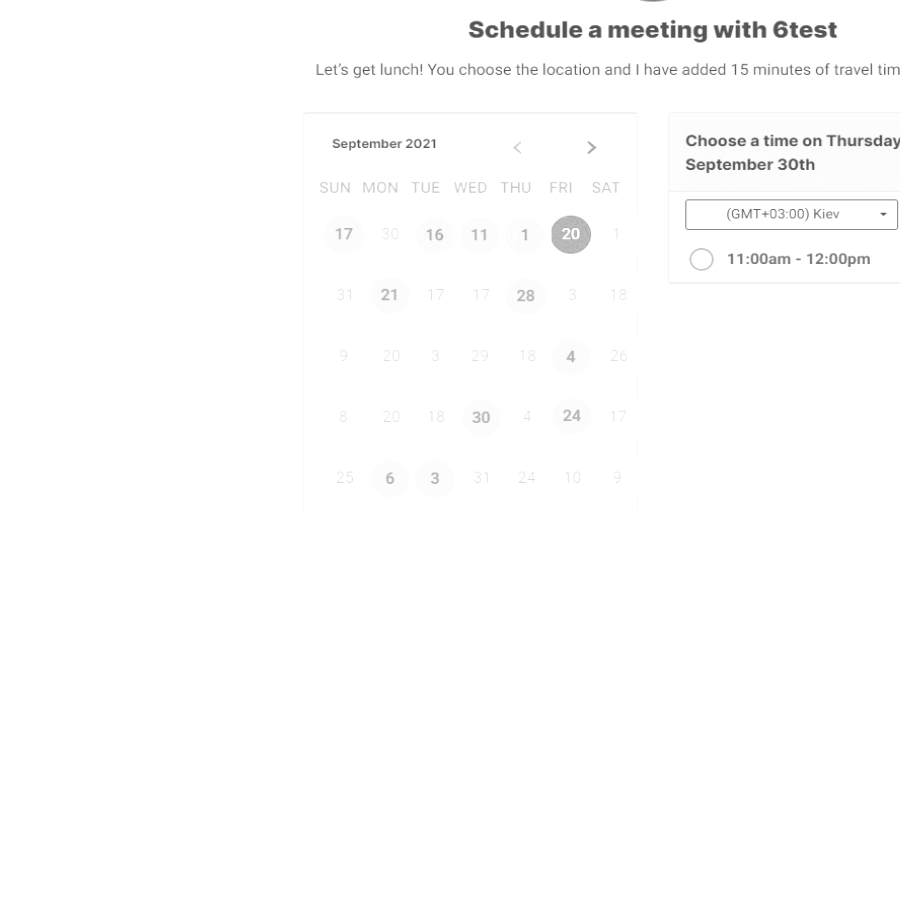 Schedule a meeting with 6test
Let's get lunch! You choose the location and I have added 15 minutes of travel
September 2021
SUN MON TUE WED THU FRI SAT
17 30 16 11 1 20 1
31 21 17 17 28 3 18
9 20 3 29 18 4 26
8 20 18 30 4 24 17
25 6 3 31 24 10 9
Choose a time on Thursday
September 30th
(GMT+03:00) Kiev
11:00am - 12:00pm